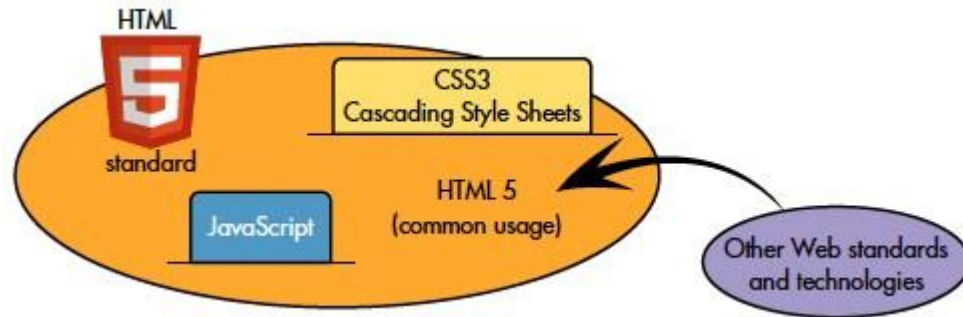 HTML
5
standard
CSS3
Cascading Style Sheets
JavaScript
HTML 5
(common usage)
Other Web standards
and technologies